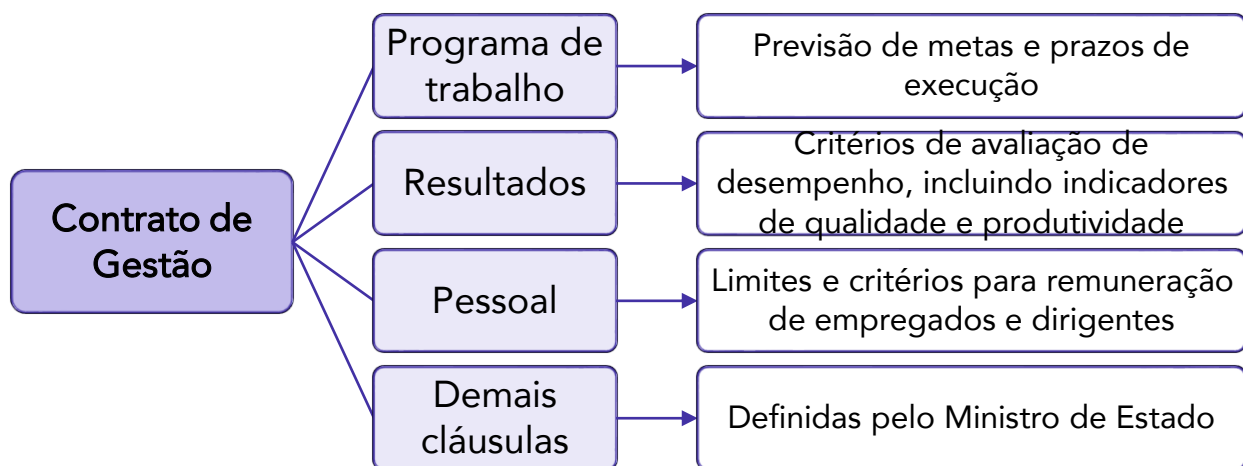 Contrato de
Gestão
Programa de
trabalho
Previsão de metas e prazos de
execução
Resultados
Critérios de avaliação de
desempenho, incluindo indicadores
de qualidade e produtividade
Pessoal
Limites e critérios para remuneração
de empregados e dirigentes
Demais
cláusulas
Definidas pelo Ministro de Estado